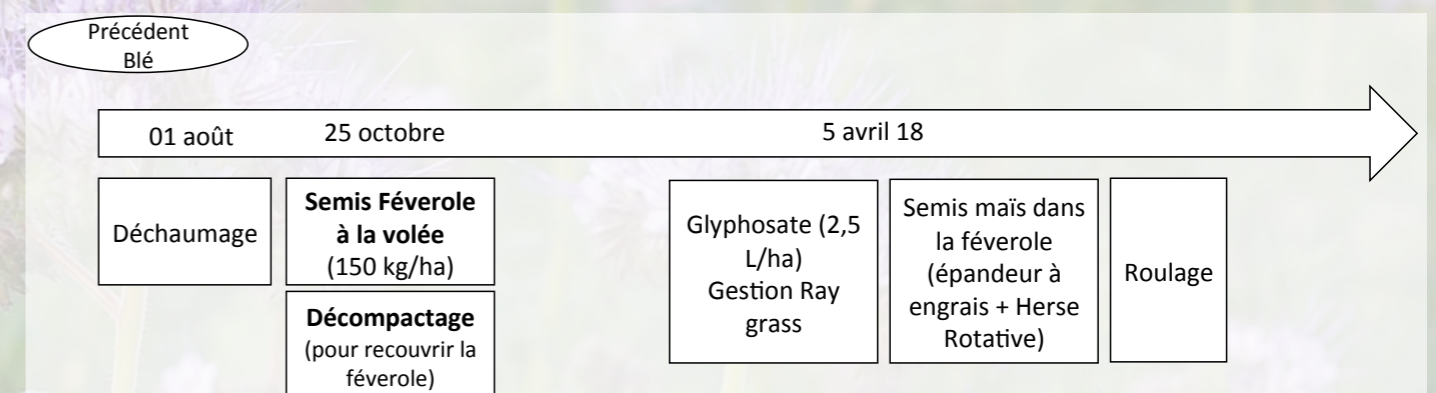 Précédent
Blé
01 août
25 octobre
5 avril 18
Déchaumage
Semis Féverole
à la volée
(150 kg/ha)
Décompactage
(pour recouvrir la
féverole)
Glyphosate (2,5
L/ha)
Gestion Ray
grass
Semis maïs dans
la féverole
(épandeur à
engrais + Herse
Rotative)
Roulage